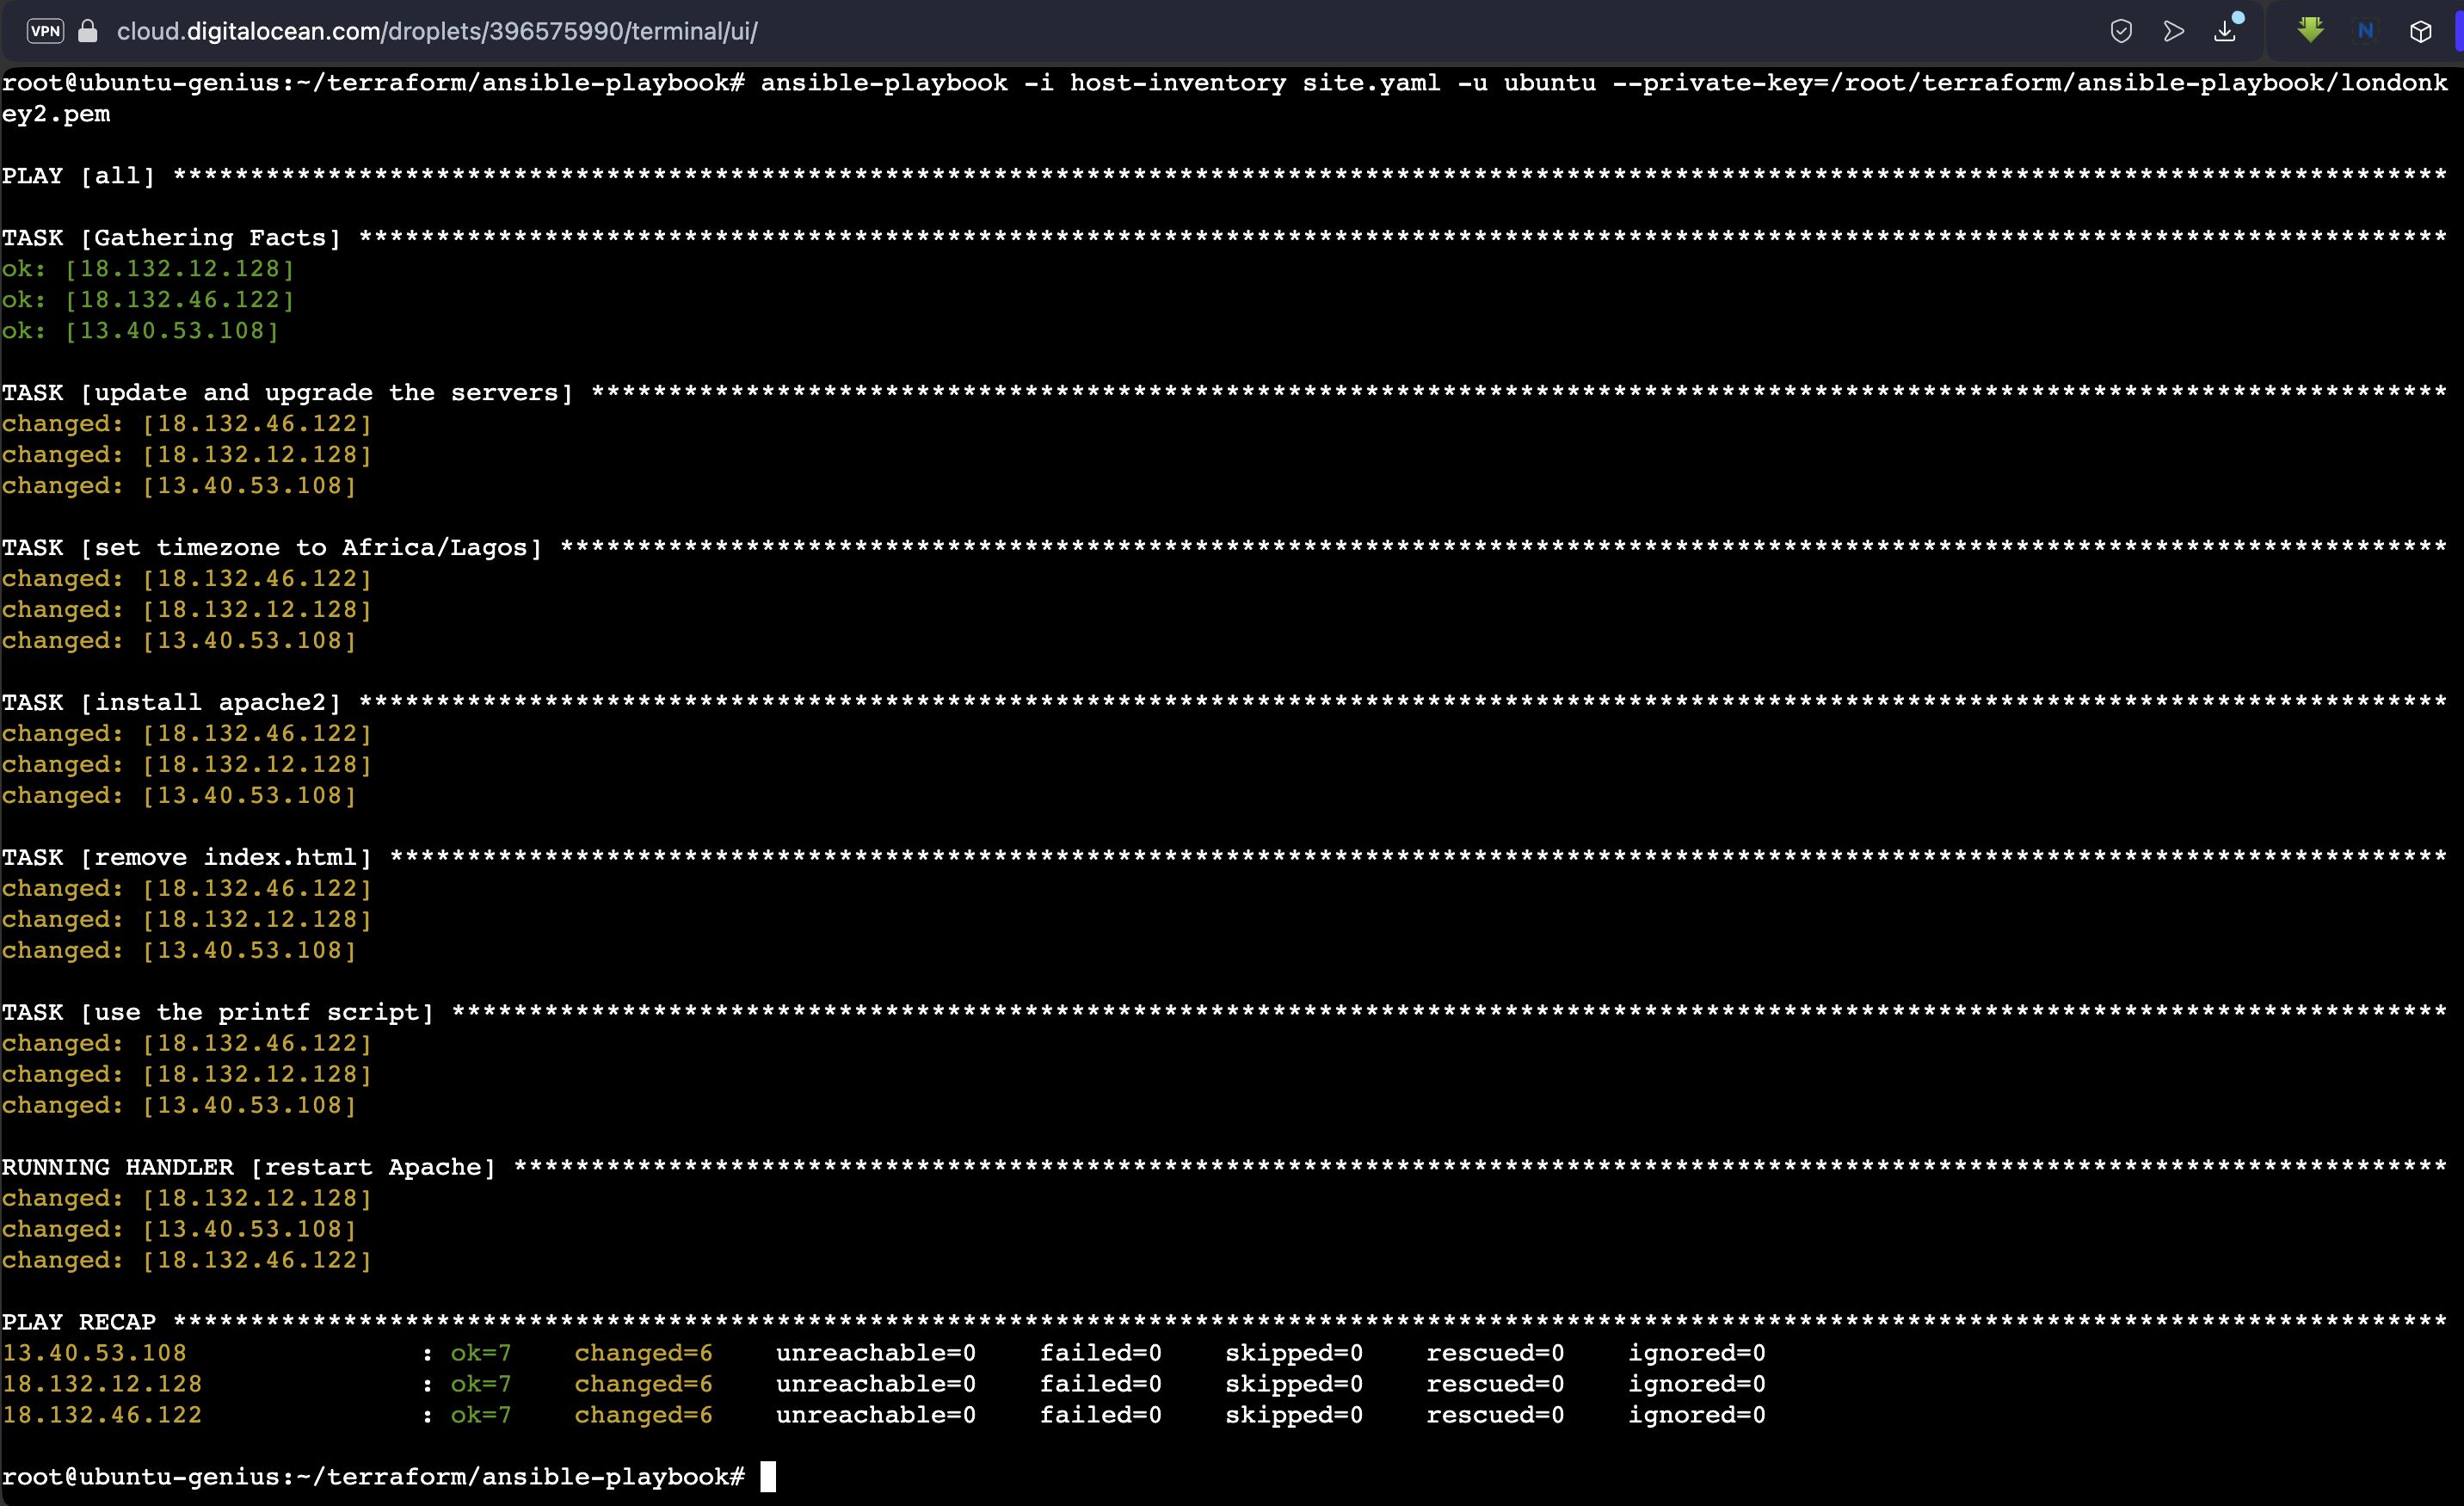 VPN cloud.digitalocean.com/droplets/396575990/terminal/ui/ N
root@ubuntu-genius:~/terraform/ansible-playbook# ansible-playbook -i host-inventory site.yaml -u ubuntu --private-key=/root/terraform/ansible-playbook/londonk
ey2.pem
PLAY [all] ***************************************************************************************************************************************************
TASK [Gathering Facts] ***************************************************************************************************************************************
ok: [18.132.12.128]
ok: [18.132.46.122]
ok: [13.40.53.108]
TASK [update and upgrade the servers] ************************************************************************************************************************
changed: [18.132.46.122]
changed: [18.132.12.128]
changed: [13.40.53.108]
TASK [set timezone to Africa/Lagos] **************************************************************************************************************************
changed: [18.132.46.122]
changed: [18.132.12.128]
changed: [13.40.53.108]
TASK [install apache2] ***************************************************************************************************************************************
changed: [18.132.46.122]
changed: [18.132.12.128]
changed: [13.40.53.108]
TASK [remove index.html] *************************************************************************************************************************************
changed: [18.132.46.122]
changed: [18.132.12.128]
changed: [13.40.53.108]
TASK [use the printf script] *********************************************************************************************************************************
changed: [18.132.46.122]
changed: [18.132.12.128]
changed: [13.40.53.108]
RUNNING HANDLER [restart Apache] *****************************************************************************************************************************
changed: [18.132.12.128]
changed: [13.40.53.108]
changed: [18.132.46.122]
PLAY RECAP ***************************************************************************************************************************************************
13.40.53.108               : ok=7    changed=6    unreachable=0    failed=0    skipped=0    rescued=0    ignored=0
18.132.12.128              : ok=7    changed=6    unreachable=0    failed=0    skipped=0    rescued=0    ignored=0
18.132.46.122              : ok=7    changed=6    unreachable=0    failed=0    skipped=0    rescued=0    ignored=0
root@ubuntu-genius:~/terraform/ansible-playbook#